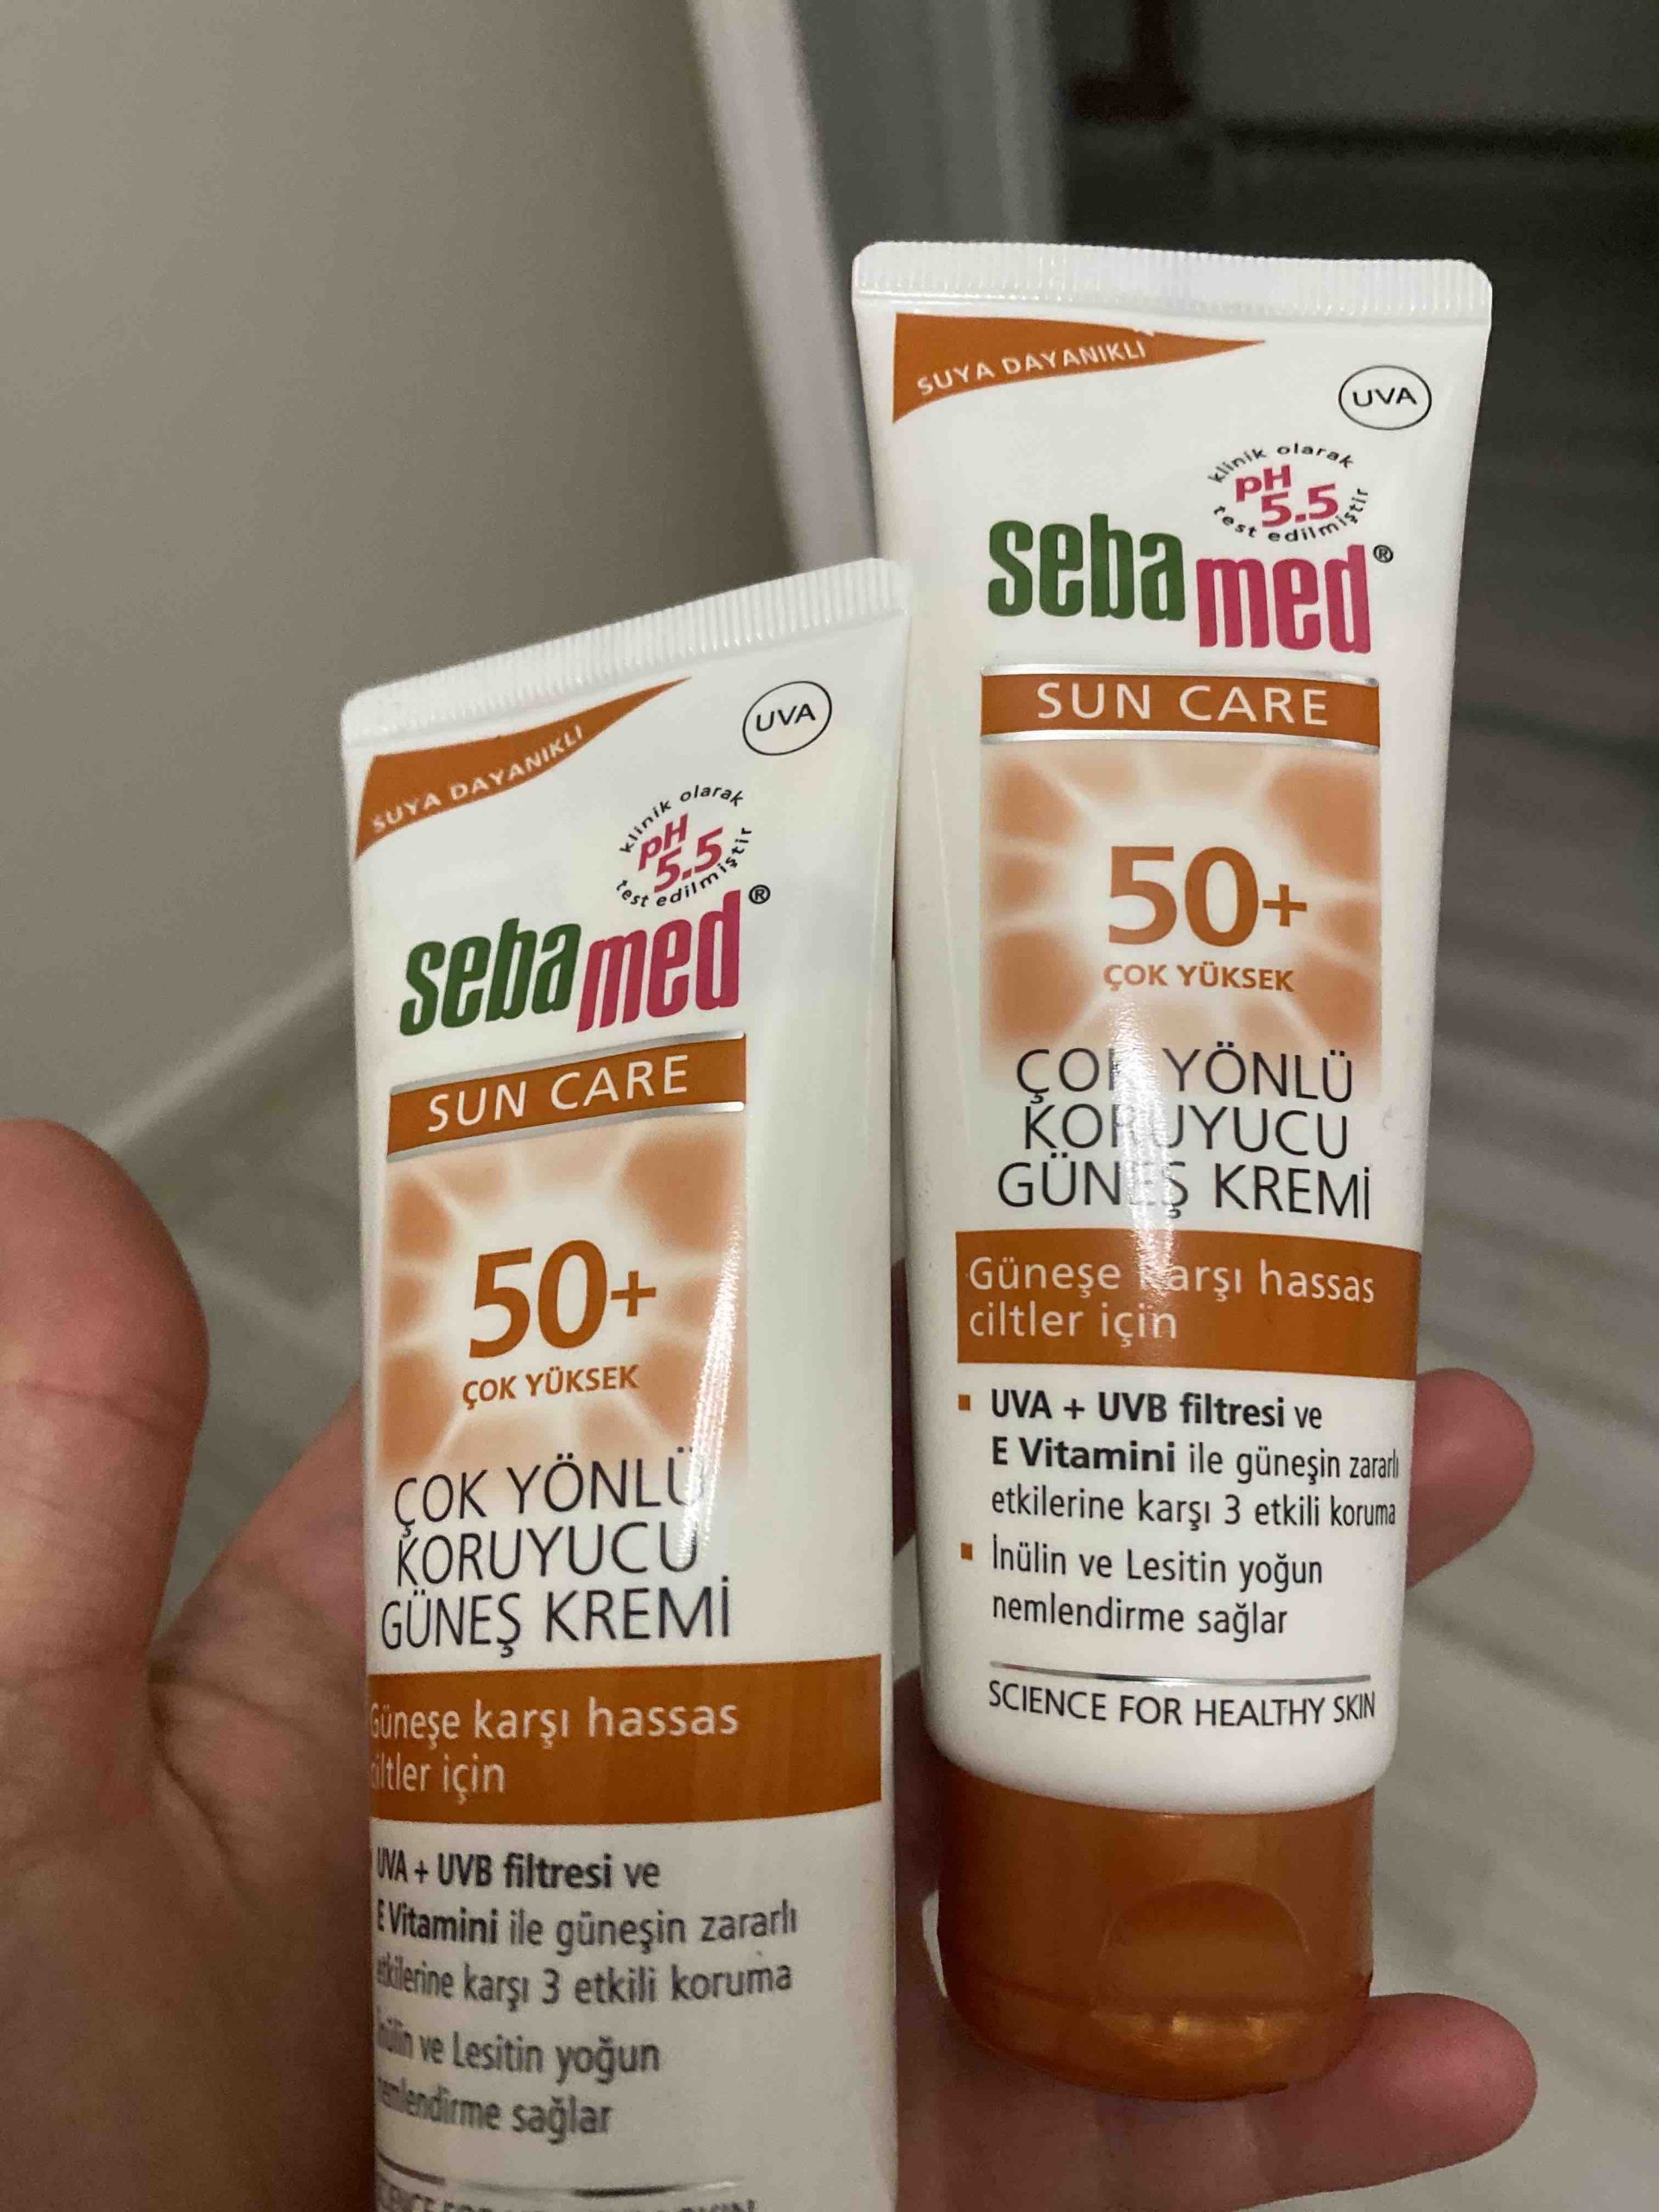 SUYA DAYANIKLI
UVA
klinik olarak
pH
5.5
test edilmiştir
sebamed®
SUN CARE
50+
ÇOK YÜKSEK
ÇOK YÖNLÜ
KORUYUCU
GÜNEŞ KREMİ
Güneşe karşı hassas
ciltler için
UVA + UVB filtresi ve
E Vitamini ile güneşin zararlı
etkilerine karşı 3 etkili koruma
İnülin ve Lesitin yoğun
nemlendirme sağlar
SUYA DAYANIKLI
UVA
klinik olarak
pH
5.5
test edilmiştir
sebamed®
SUN CARE
50+
ÇOK YÜKSEK
ÇOK YÖNLÜ
KORUYUCU
GÜNEŞ KREMİ
Güneşe karşı hassas
ciltler için
▪ UVA + UVB filtresi ve
E Vitamini ile güneşin zararlı
etkilerine karşı 3 etkili koruma
▪ İnülin ve Lesitin yoğun
nemlendirme sağlar
SCIENCE FOR HEALTHY SKIN